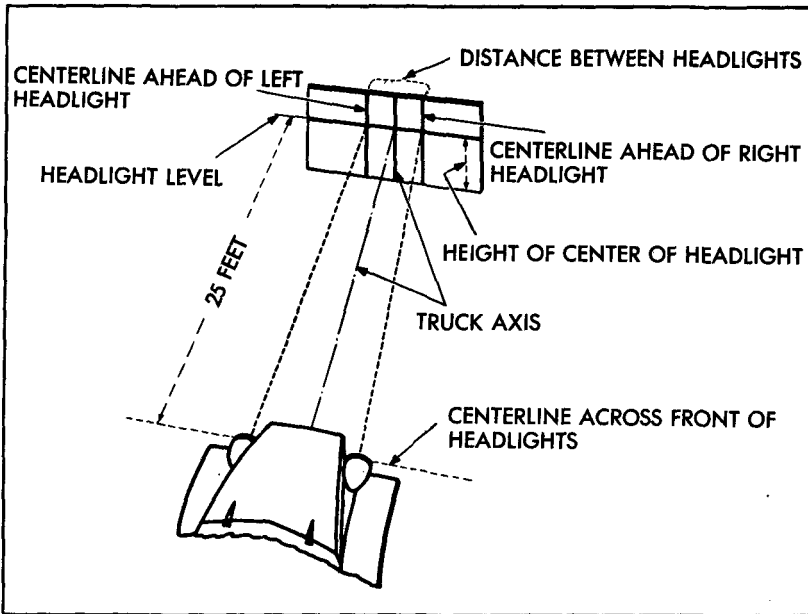 DISTANCE BETWEEN HEADLIGHTS
CENTERLINE AHEAD OF LEFT
HEADLIGHT
CENTERLINE AHEAD OF RIGHT
HEADLIGHT
HEADLIGHT LEVEL
HEIGHT OF CENTER OF HEADLIGHT
25 FEET
TRUCK AXIS
CENTERLINE ACROSS FRONT OF
HEADLIGHTS